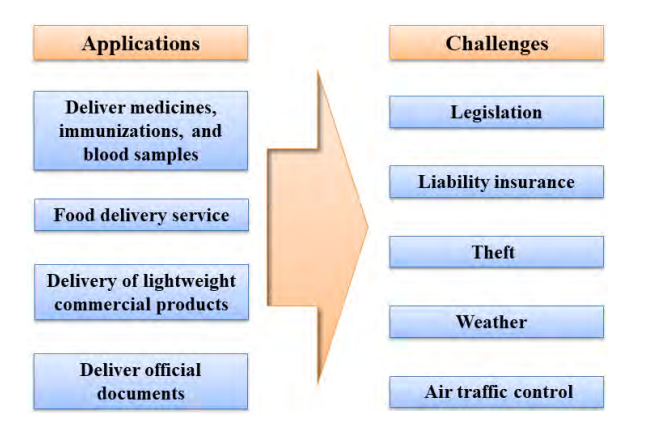 Applications
Deliver medicines,
immunizations, and
blood samples
Food delivery service
Delivery of lightweight
commercial products
Deliver official
documents
Challenges
Legislation
Liability insurance
Theft
Weather
Air traffic control